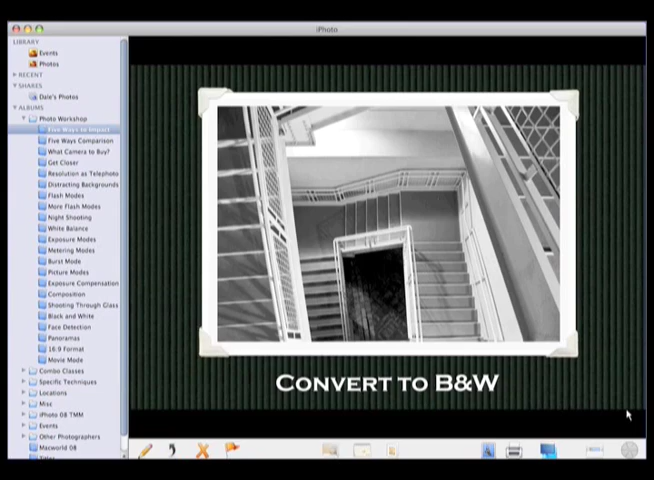 iPhoto
LIBRARY
Events
Photos
RECENT
SHARES
Dale's Photos
ALBUMS
Photo Workshop
Five Ways to Impact
Five Ways Comparison
What Camera to Buy?
Get Closer
Resolution as Telephoto
Distracting Backgrounds
Flash Modes
More Flash Modes
Night Shooting
White Balance
Exposure Modes
Metering Modes
Burst Mode
Picture Modes
Exposure Compensation
Composition
Shooting Through Glass
Black and White
Face Detection
Panoramas
16:9 Format
Movie Mode
Combo Classes
Specific Techniques
Locations
Misc
iPhoto 08 TMM
Events
Other Photographers
Macworld 08
CONVERT TO B&W